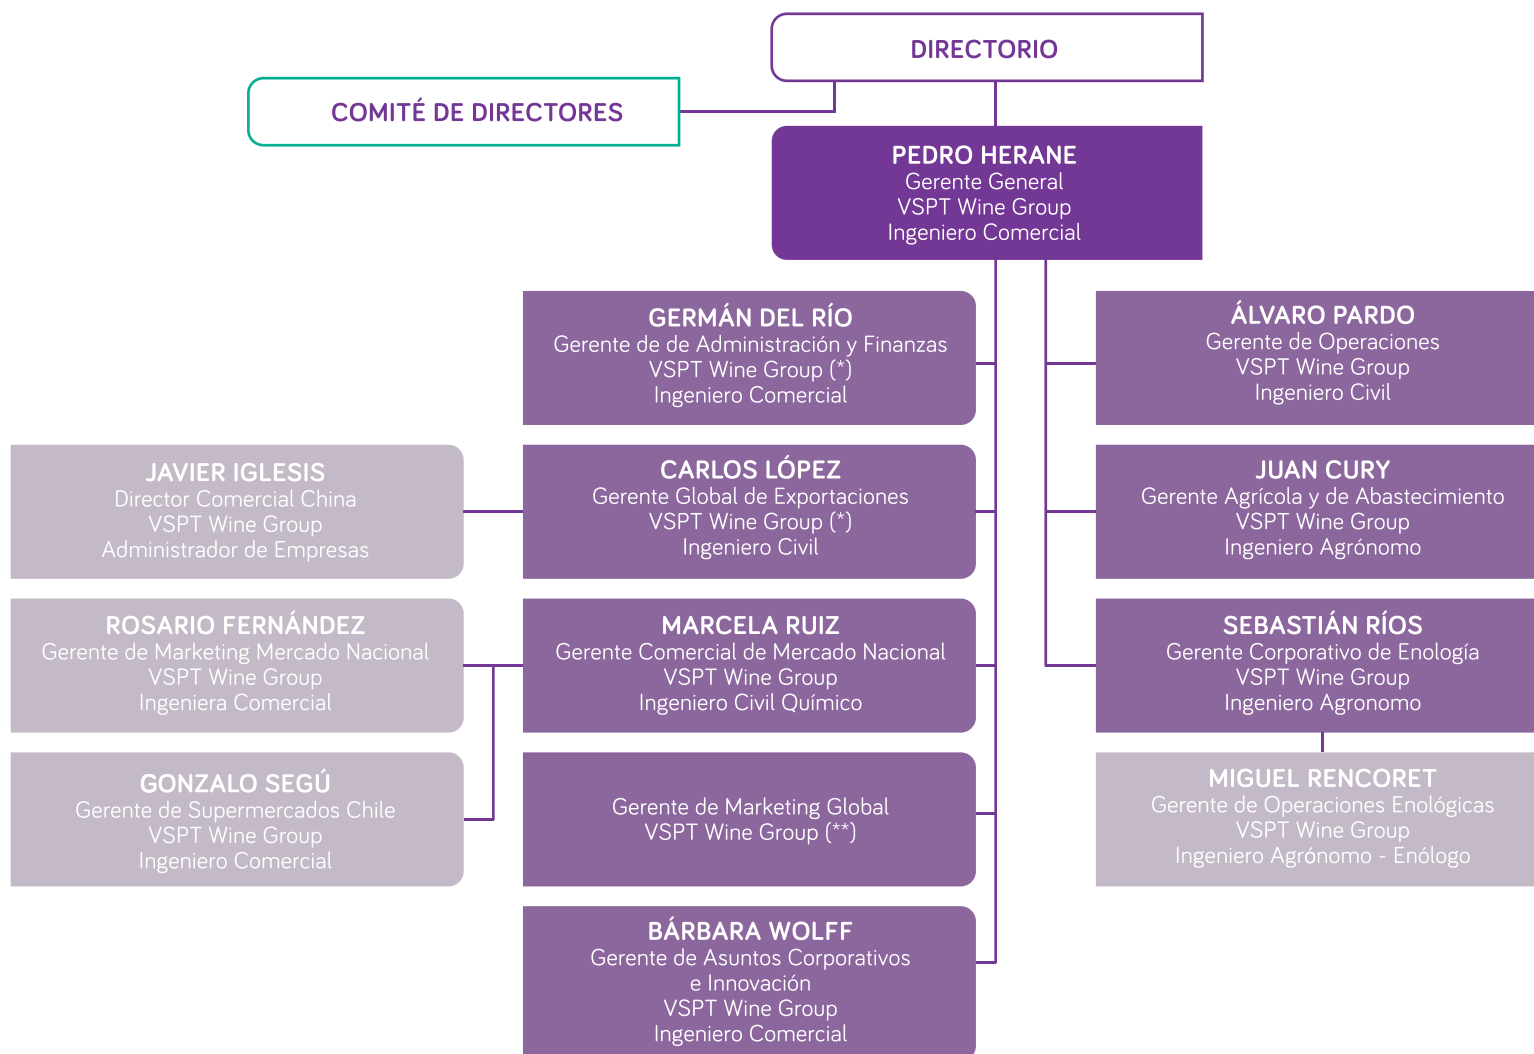 DIRECTORIO
COMITÉ DE DIRECTORES
PEDRO HERANE
Gerente General
VSPT Wine Group
Ingeniero Comercial
GERMÁN DEL RÍO
Gerente de de Administración y Finanzas
VSPT Wine Group (*)
Ingeniero Comercial
ÁLVARO PARDO
Gerente de Operaciones
VSPT Wine Group
Ingeniero Civil
JAVIER IGLESIS
Director Comercial China
VSPT Wine Group
Administrador de Empresas
CARLOS LÓPEZ
Gerente Global de Exportaciones
VSPT Wine Group (*)
Ingeniero Civil
JUAN CURY
Gerente Agrícola y de Abastecimiento
VSPT Wine Group
Ingeniero Agrónomo
ROSARIO FERNÁNDEZ
Gerente de Marketing Mercado Nacional
VSPT Wine Group
Ingeniera Comercial
MARCELA RUIZ
Gerente Comercial de Mercado Nacional
VSPT Wine Group
Ingeniero Civil Químico
SEBASTIÁN RÍOS
Gerente Corporativo de Enología
VSPT Wine Group
Ingeniero Agronomo
GONZALO SEGÚ
Gerente de Supermercados Chile
VSPT Wine Group
Ingeniero Comercial
Gerente de Marketing Global
VSPT Wine Group (**)
MIGUEL RENCORET
Gerente de Operaciones Enológicas
VSPT Wine Group
Ingeniero Agrónomo - Enólogo
BÁRBARA WOLFF
Gerente de Asuntos Corporativos
e Innovación
VSPT Wine Group
Ingeniero Comercial